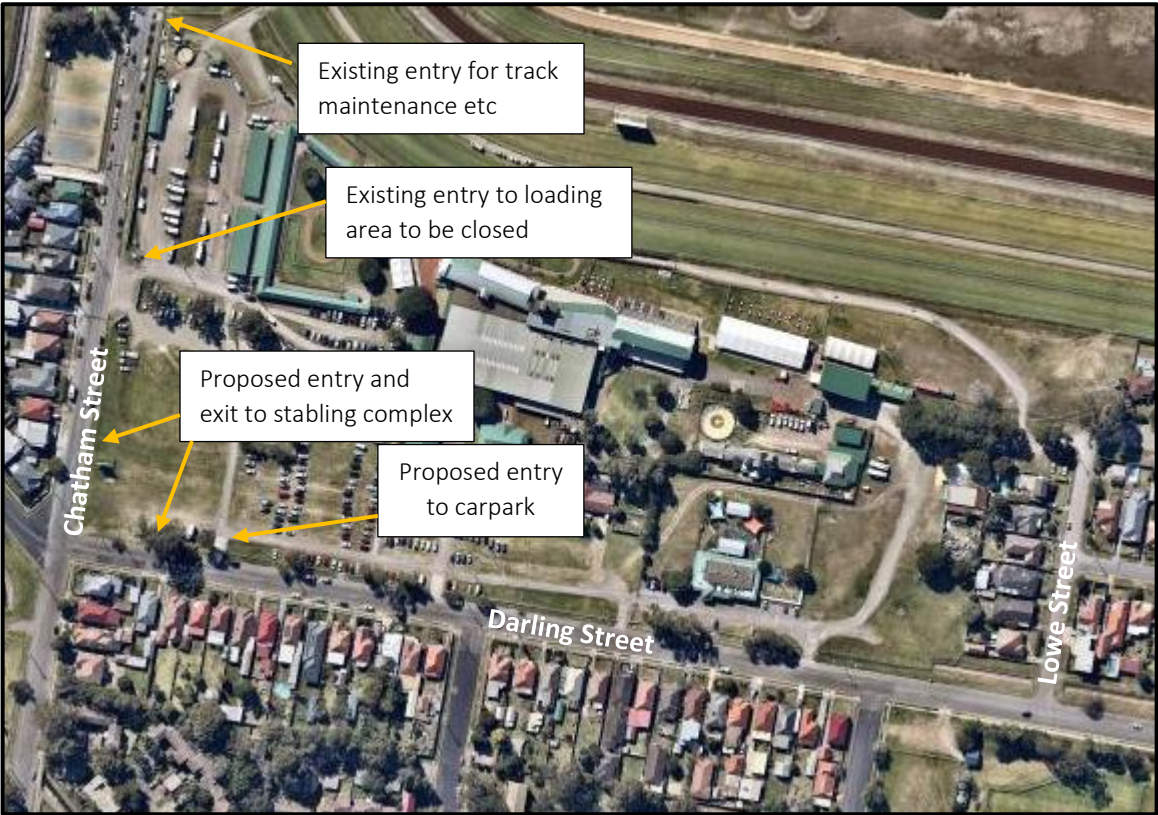 Existing entry for track
maintenance etc
Existing entry to loading
area to be closed
Proposed entry and
exit to stabling complex
Proposed entry
to carpark
Chatham Street
Darling Street
Lowe Street